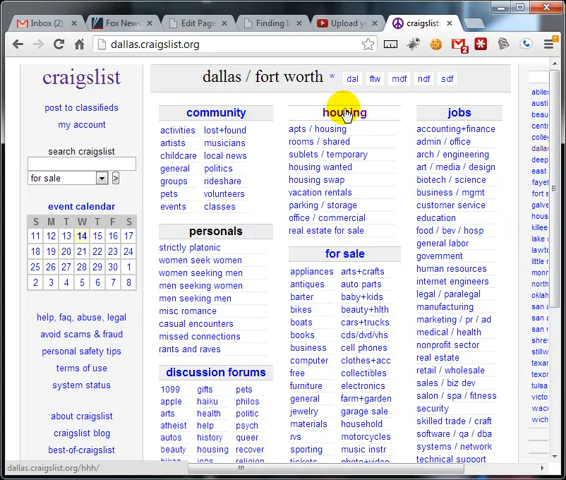 Inbox (2)
Fox News
Edit Page
Finding li
Upload y
craigslist:
dallas.craigslist.org
2
craigslist
post to classifieds
my account
search craigslist
for sale
>
event calendar
S M T W T F S
11 12 13 14 15 16 17
18 19 20 21 22 23 24
25 26 27 28 29 30 1
2 3 4 5 6 7 8
help, faq, abuse, legal
avoid scams & fraud
personal safety tips
terms of use
system status
about craigslist
craigslist blog
best-of-craigslist
dallas / fort worth w
dal ftw mdf ndf sdf
community
activities lost+found
artists musicians
childcare local news
general politics
groups rideshare
pets volunteers
events classes
personals
strictly platonic
women seek women
women seeking men
men seeking women
men seeking men
misc romance
casual encounters
missed connections
rants and raves
discussion forums
1099 gifts pets
apple haiku philos
arts health politic
atheist help psych
autos history queer
beauty housing recover
bikes jobs religion
housing
apts / housing
rooms / shared
sublets / temporary
housing wanted
housing swap
vacation rentals
parking / storage
office / commercial
real estate for sale
for sale
appliances arts+crafts
antiques auto parts
barter baby+kids
bikes beauty+hlth
boats cars+trucks
books cds/dvd/vhs
business cell phones
computer clothes+acc
free collectibles
furniture electronics
general farm+garden
jewelry garage sale
materials household
rvs motorcycles
sporting music instr
tickets photo+video
jobs
accounting+finance
admin / office
arch / engineering
art / media / design
biotech / science
business / mgmt
customer service
education
food / bev / hosp
general labor
government
human resources
internet engineers
legal / paralegal
manufacturing
marketing / pr / ad
medical / health
nonprofit sector
real estate
retail / wholesale
sales / biz dev
salon / spa / fitness
security
skilled trade / craft
software / qa / dba
systems / network
technical support
dallas.craigslist.org/hhh/